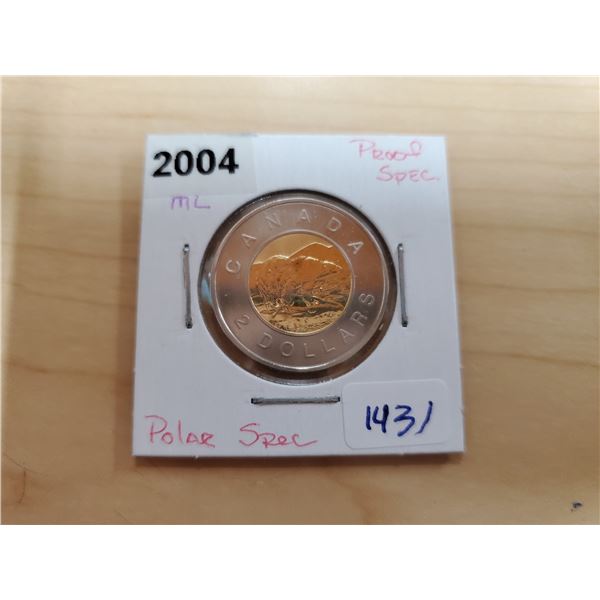 2004
Proof
Spec.
ML
CANADA
2 DOLLARS
Polar Spec
1431